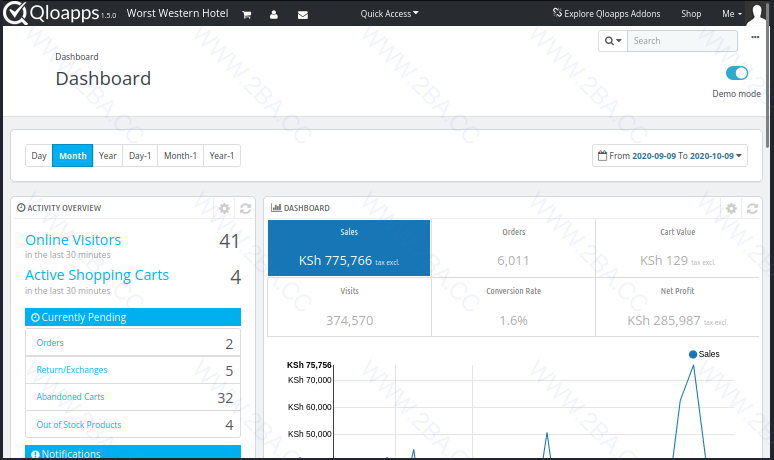 Qloapps 1.5.0 Worst Western Hotel Quick Access Explore Qloapps Addons Shop Me
Search
Dashboard
Dashboard
Demo mode
Day Month Year Day-1 Month-1 Year-1 From 2020-09-09 To 2020-10-09
ACTIVITY OVERVIEW
Online Visitors 41
in the last 30 minutes
Active Shopping Carts 4
in the last 30 minutes
Currently Pending
Orders 2
Return/Exchanges 5
Abandoned Carts 32
Out of Stock Products 4
Notifications
DASHBOARD
Sales Orders Cart Value
KSh 775,766 tax excl. 6,011 KSh 129 tax excl.
Visits Conversion Rate Net Profit
374,570 1.6% KSh 285,987 tax excl.
Sales
KSh 75,756
KSh 70,000
KSh 60,000
KSh 50,000
WWW.2BA.CC